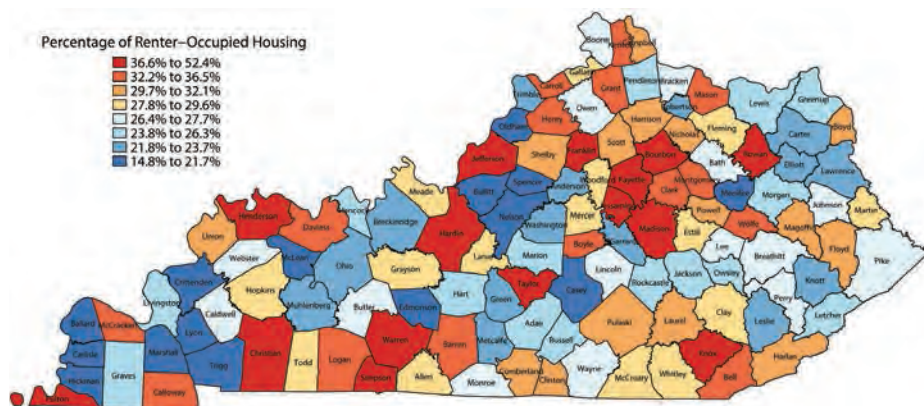 Percentage of Renter–Occupied Housing
36.6% to 52.4%
32.2% to 36.5%
29.7% to 32.1%
27.8% to 29.6%
26.4% to 27.7%
23.8% to 26.3%
21.8% to 23.7%
14.8% to 21.7%
Boone
Campbell
Grant
Pendleton
Bracken
Carroll
Owen
Mason
Lewis
Greenup
Henry
Harrison
Robertson
Fleming
Carter
Boyd
Oldham
Nicholas
Rowan
Elliott
Lawrence
Jefferson
Shelby
Franklin
Scott
Bourbon
Bath
Bullitt
Spencer
Anderson
Woodford
Fayette
Montgomery
Menifee
Morgan
Johnson
Martin
Meade
Nelson
Washington
Mercer
Clark
Powell
Wolfe
Magoffin
Floyd
Henderson
Daviess
Hancock
Breckinridge
Hardin
Boyle
Garrard
Madison
Estill
Lee
Breathitt
Pike
Union
Webster
McLean
Ohio
Grayson
Larue
Marion
Lincoln
Rockcastle
Jackson
Owsley
Perry
Knott
Letcher
Crittenden
Livingston
Hopkins
Muhlenberg
Butler
Edmonson
Hart
Green
Taylor
Casey
Caldwell
Lyon
Adair
Russell
Pulaski
Laurel
Clay
Leslie
Ballard
McCracken
Marshall
Trigg
Christian
Todd
Logan
Warren
Barren
Metcalfe
Wayne
Knox
Harlan
Carlisle
Graves
Simpson
Allen
Monroe
Cumberland
Clinton
McCreary
Whitley
Bell
Hickman
Calloway